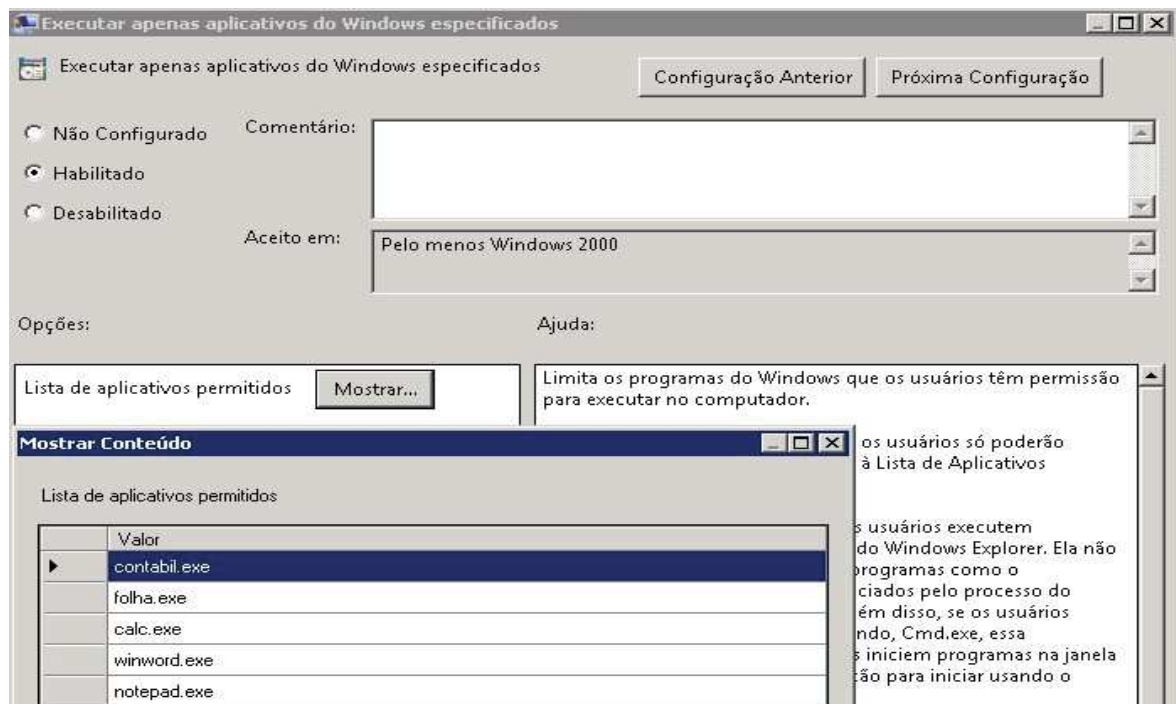 Executar apenas aplicativos do Windows especificados
Executar apenas aplicativos do Windows especificados
Configuração Anterior
Próxima Configuração
Não Configurado
Habilitado
Desabilitado
Comentário:
Aceito em:
Pelo menos Windows 2000
Opções:
Ajuda:
Lista de aplicativos permitidos
Mostrar...
Limita os programas do Windows que os usuários têm permissão
para executar no computador.
os usuários só poderão
à Lista de Aplicativos
s usuários executem
do Windows Explorer. Ela não
programas como o
ciados pelo processo do
ém disso, se os usuários
ndo, Cmd.exe, essa
s iniciem programas na janela
ção para iniciar usando o
Mostrar Conteúdo
Lista de aplicativos permitidos
Valor
contabil.exe
folha.exe
calc.exe
winword.exe
notepad.exe